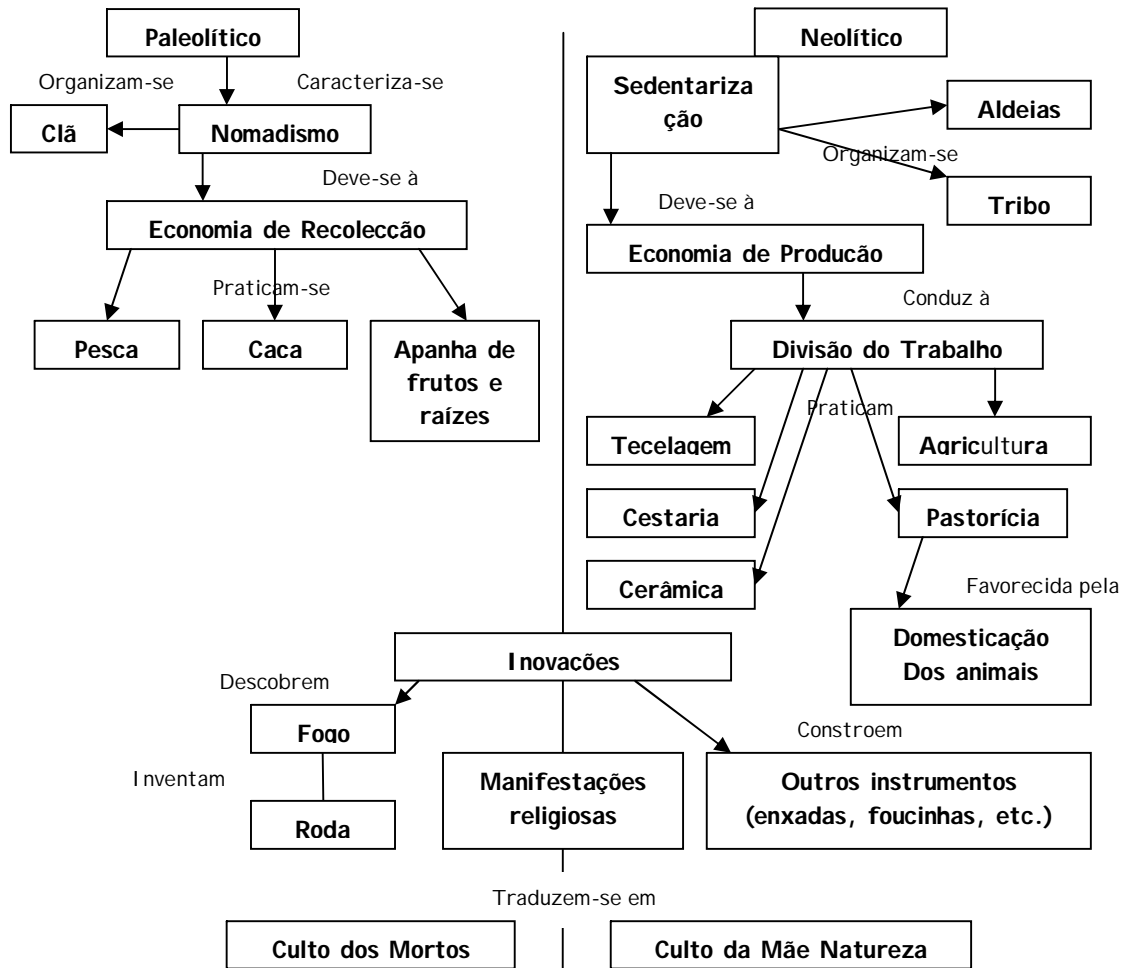 Paleolítico
Organizam-se
Caracteriza-se
Clã
Nomadismo
Deve-se à
Economia de Recolecção
Praticam-se
Pesca
Caca
Apanha de
frutos e
raízes
Neolítico
Sedentariza
ção
Aldeias
Organizam-se
Tribo
Deve-se à
Economia de Producão
Conduz à
Divisão do Trabalho
Praticam
Tecelagem
Agricultura
Cestaria
Pastorícia
Cerâmica
Favorecida pela
Domesticação
Dos animais
Inovações
Descobrem
Fogo
Constroem
Inventam
Manifestações
religiosas
Outros instrumentos
(enxadas, foucinhas, etc.)
Roda
Traduzem-se em
Culto dos Mortos
Culto da Mãe Natureza